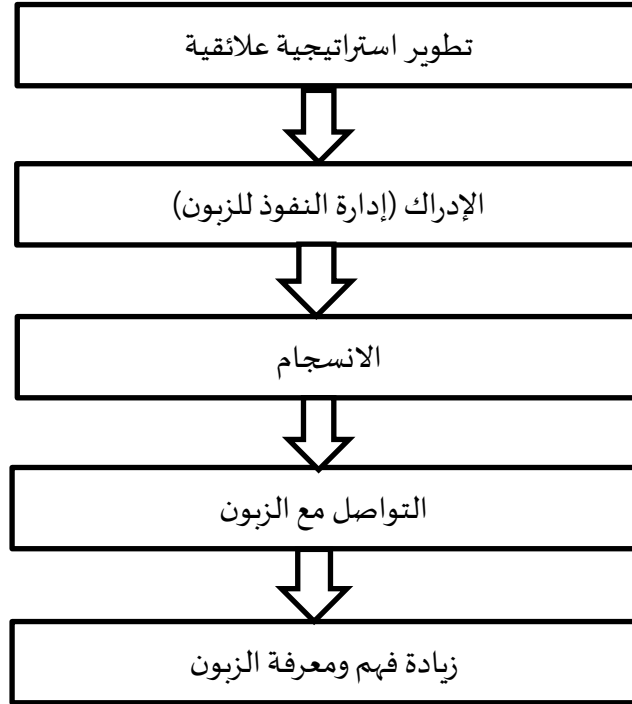 تطوير استراتيجية علائقية
الإدراك (إدارة النفوذ للزبون)
الانسجام
التواصل مع الزبون
زيادة فهم ومعرفة الزبون